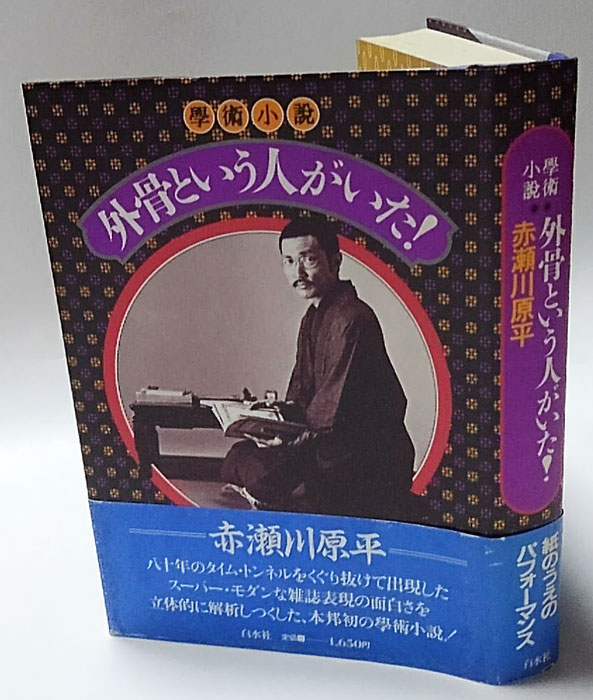 學術小説
外骨という人がいた!
赤瀬川原平
八十年のタイム・トンネルをくぐり抜けて出現した
スーパー・モダンな雑誌表現の面白さを
立体的に解析しつくした、本邦初の學術小説!
白水社 定価 1,650円
學術
小説
外骨という人がいた!
赤瀬川原平
紙のうえの
パフォーマンス
白水社